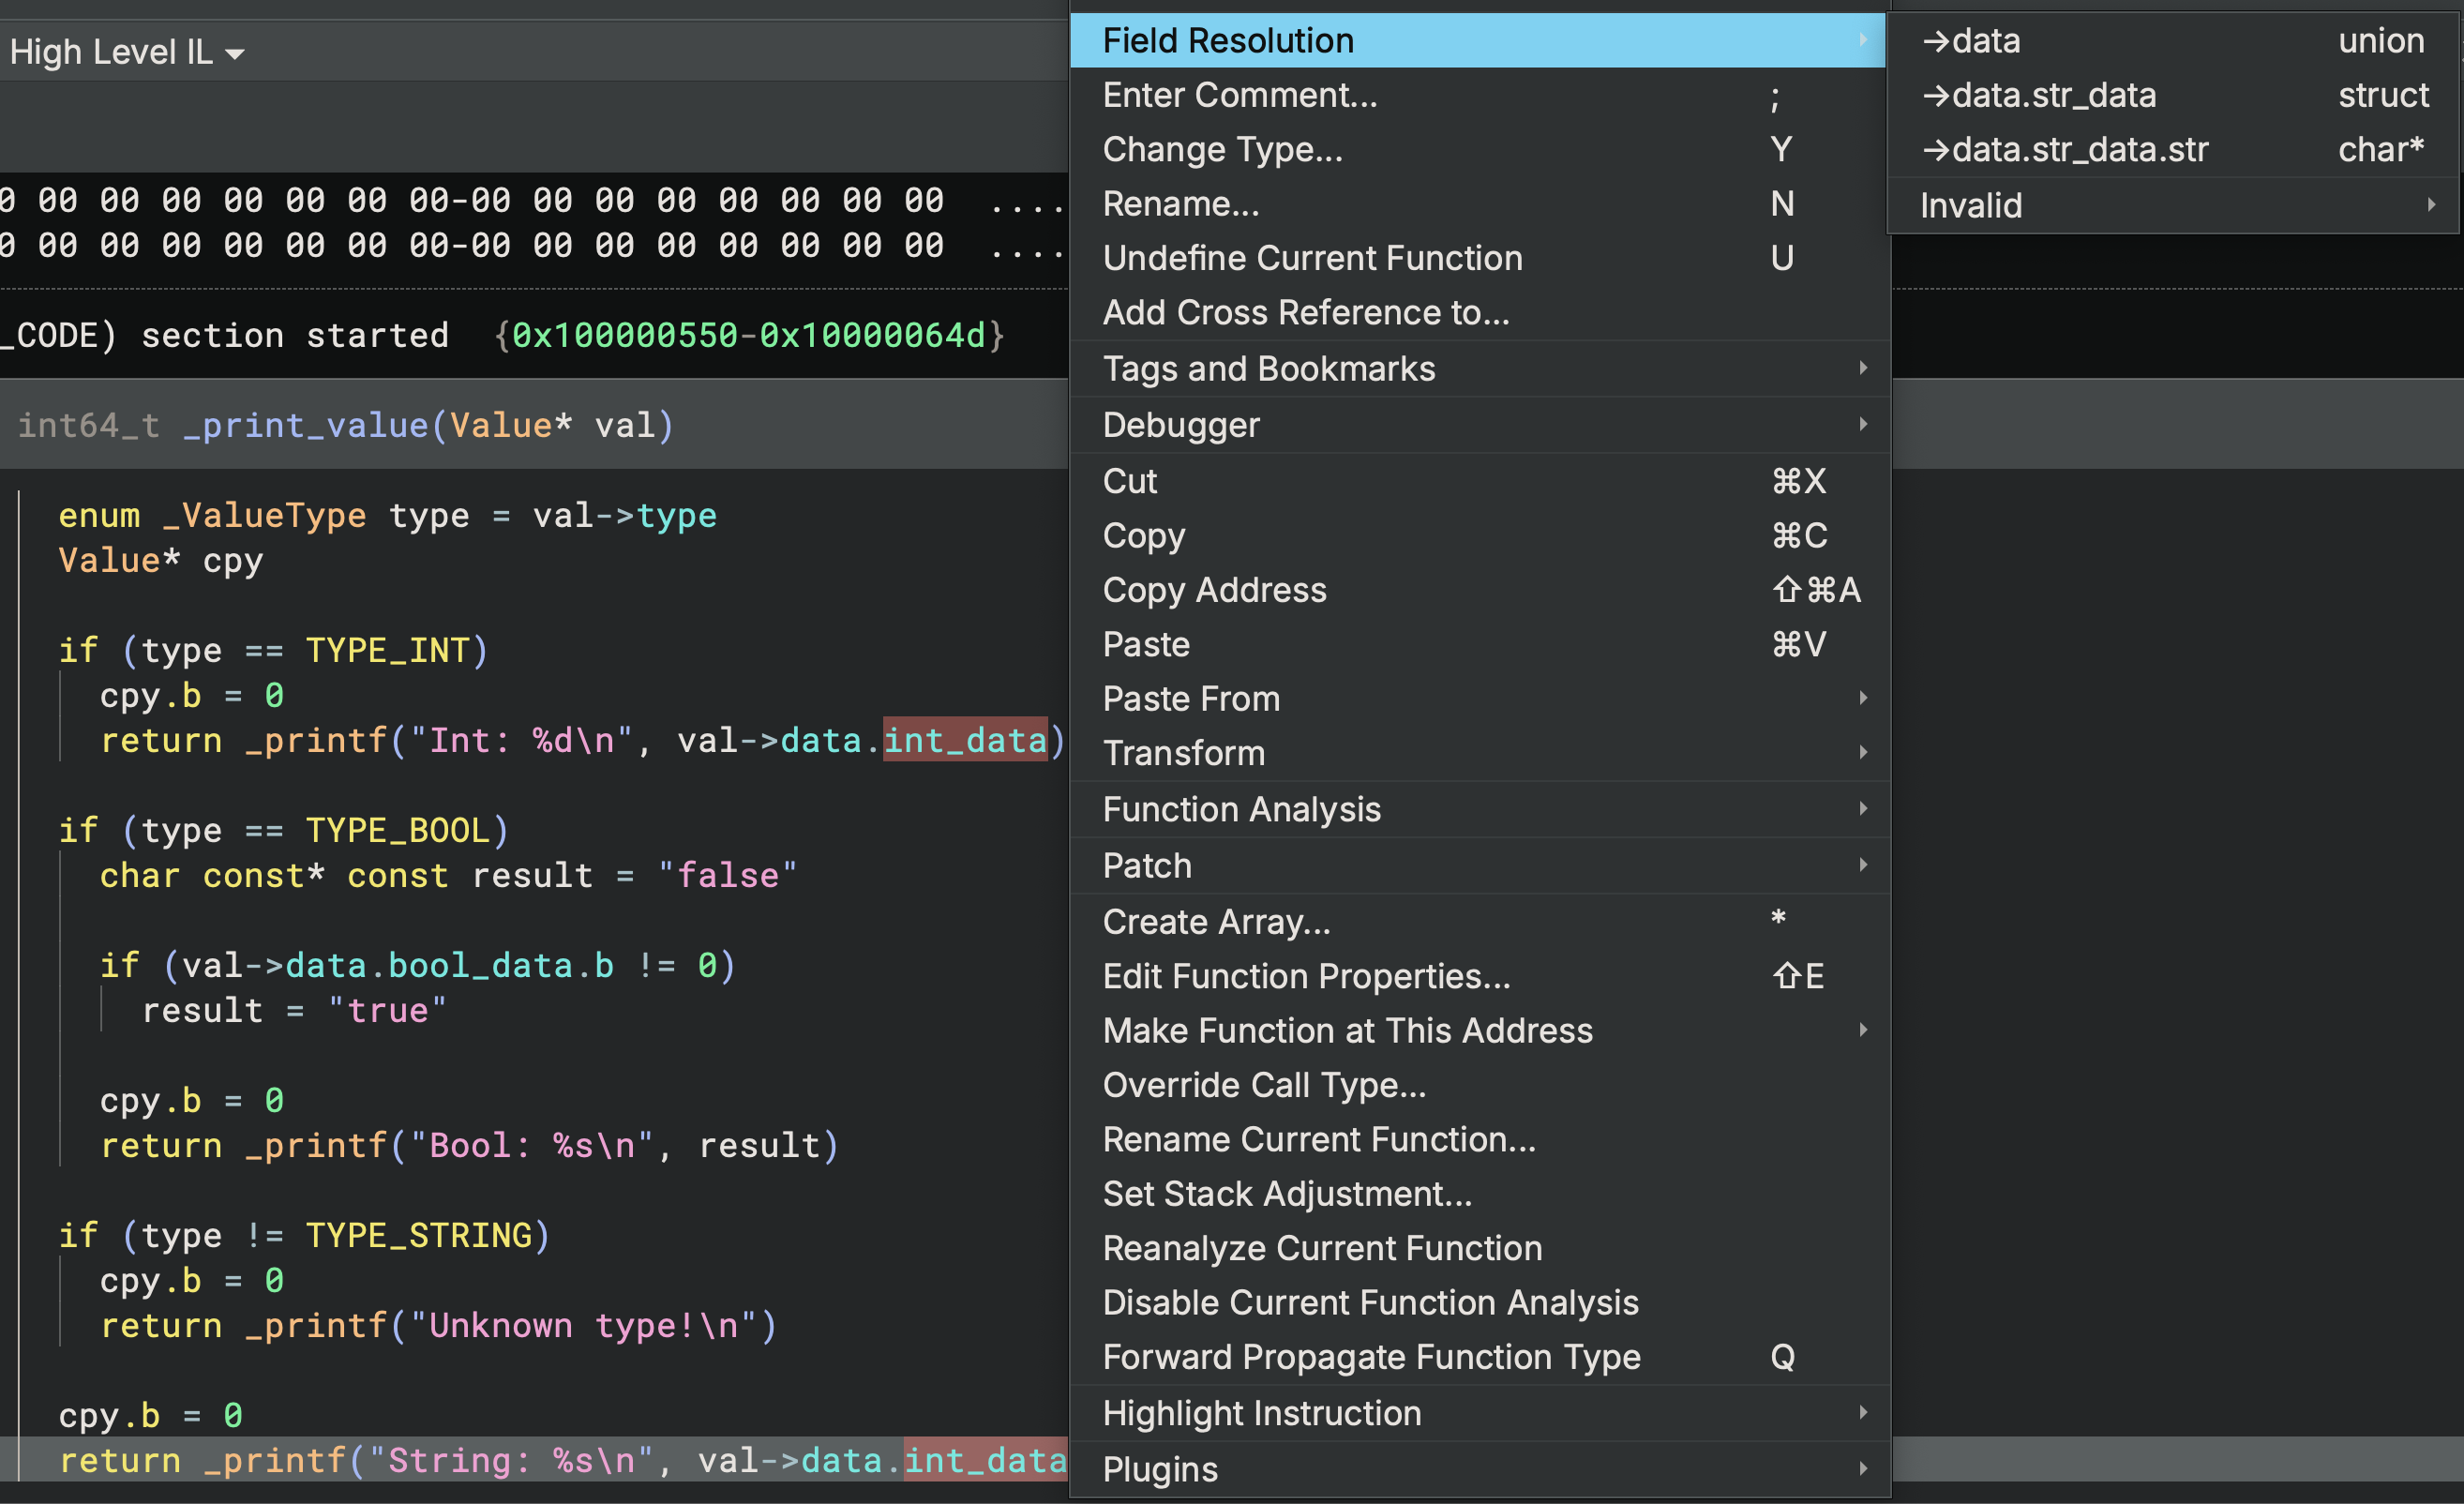 High Level IL
0 00 00 00 00 00 00 00-00 00 00 00 00 00 00 00 ....
0 00 00 00 00 00 00 00-00 00 00 00 00 00 00 00 ....
_CODE) section started {0x100000550-0x10000064d}
int64_t _print_value(Value* val)
enum _ValueType type = val->type
Value* cpy
if (type == TYPE_INT)
cpy.b = 0
return _printf("Int: %d\n", val->data.int_data)
if (type == TYPE_BOOL)
char const* const result = "false"
if (val->data.bool_data.b != 0)
result = "true"
cpy.b = 0
return _printf("Bool: %s\n", result)
if (type != TYPE_STRING)
cpy.b = 0
return _printf("Unknown type!\n")
cpy.b = 0
return _printf("String: %s\n", val->data.int_data
Field Resolution
Enter Comment... ;
Change Type... Y
Rename... N
Undefine Current Function U
Add Cross Reference to...
Tags and Bookmarks
Debugger
Cut ⌘X
Copy ⌘C
Copy Address ⇧⌘A
Paste ⌘V
Paste From
Transform
Function Analysis
Patch
Create Array... *
Edit Function Properties... ⇧E
Make Function at This Address
Override Call Type...
Rename Current Function...
Set Stack Adjustment...
Reanalyze Current Function
Disable Current Function Analysis
Forward Propagate Function Type Q
Highlight Instruction
Plugins
→data union
→data.str_data struct
→data.str_data.str char*
Invalid